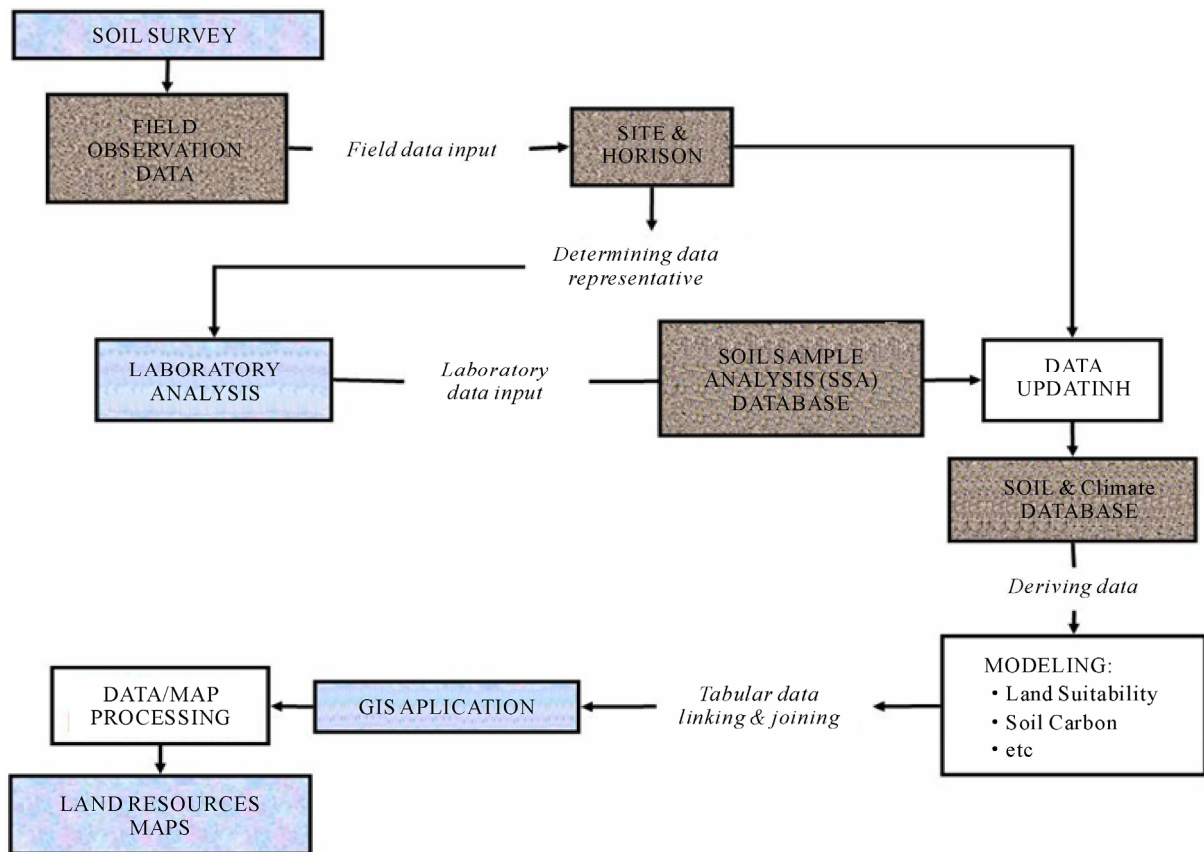 SOIL SURVEY
FIELD
OBSERVATION
DATA
Field data input
SITE &
HORISON
Determining data
representative
LABORATORY
ANALYSIS
Laboratory
data input
SOIL SAMPLE
ANALYSIS (SSA)
DATABASE
DATA
UPDATINH
SOIL & Climate
DATABASE
Deriving data
MODELING:
• Land Suitability
• Soil Carbon
• etc
Tabular data
linking & joining
GIS APLICATION
DATA/MAP
PROCESSING
LAND RESOURCES
MAPS